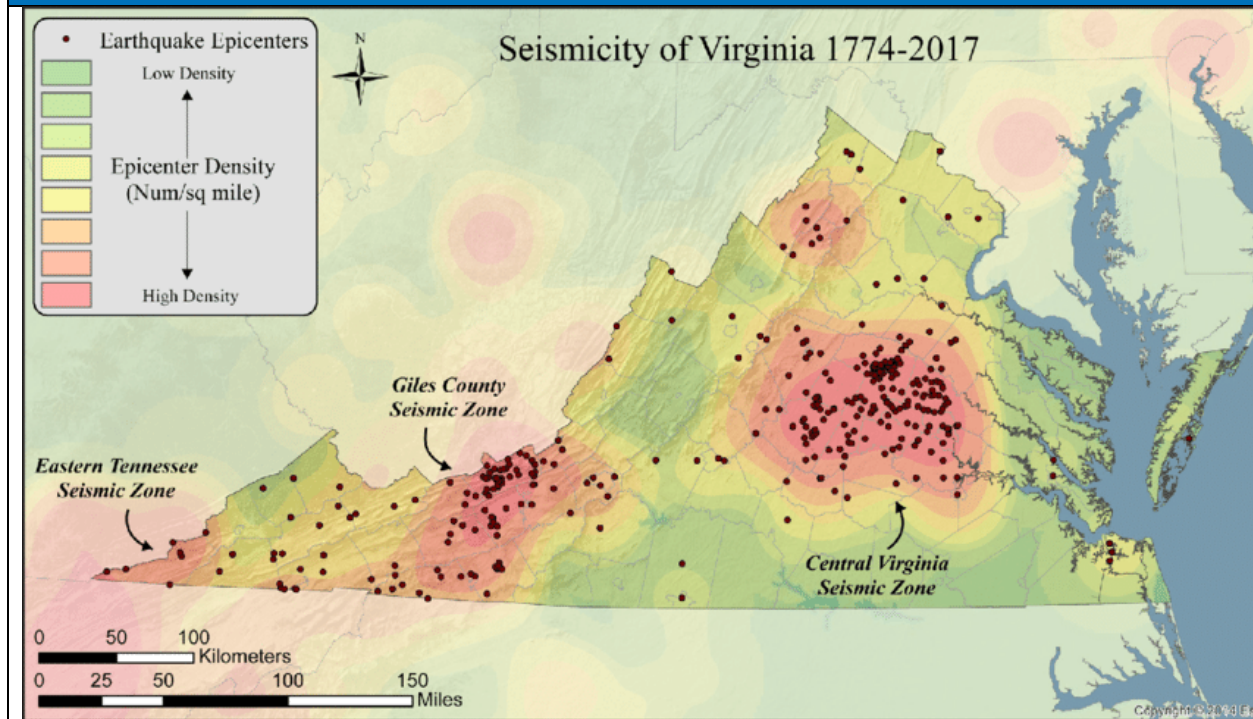 Seismicity of Virginia 1774-2017
Earthquake Epicenters
Low Density
Epicenter Density
(Num/sq mile)
High Density
N
Giles County
Seismic Zone
Eastern Tennessee
Seismic Zone
Central Virginia
Seismic Zone
0 50 100
Kilometers
0 25 50 100 150
Miles
Copyright